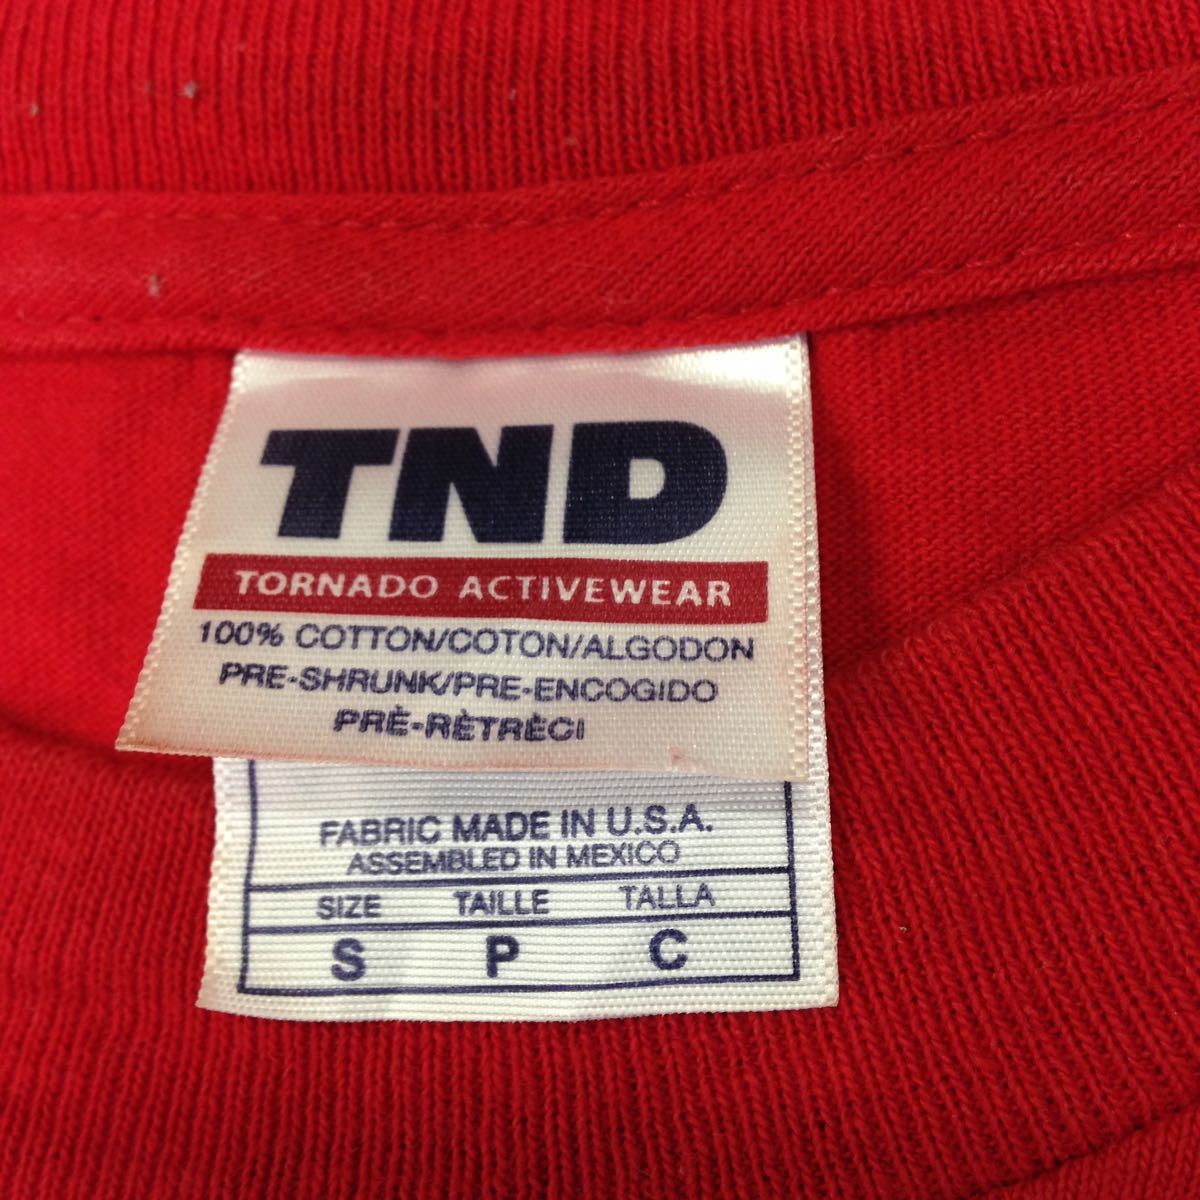 TND
TORNADO ACTIVEWEAR
100% COTTON/COTON/ALGODON
PRE-SHRUNK/PRE-ENCOGIDO
PRÈ-RÈTRÈCI
FABRIC MADE IN U.S.A.
ASSEMBLED IN MEXICO
SIZE TAILLE TALLA
S P C